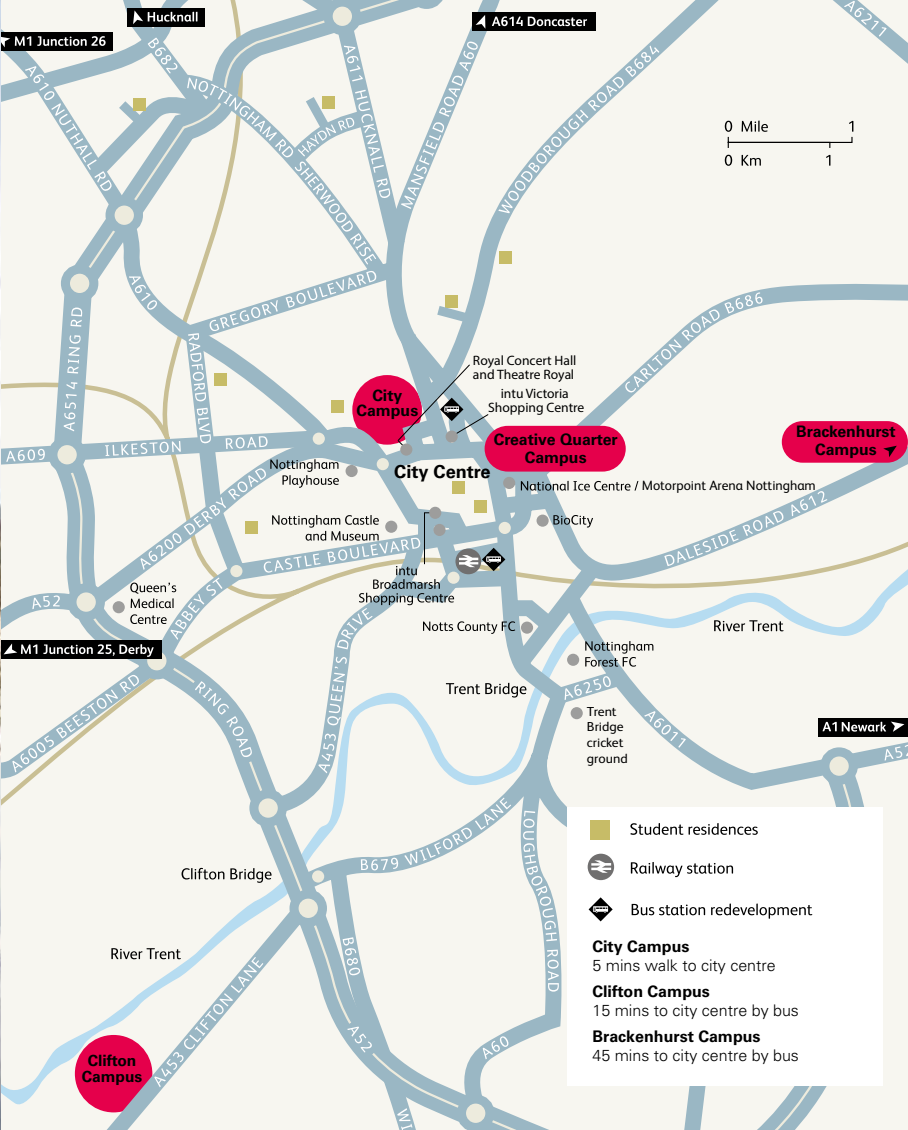 Hucknall
A614 Doncaster
M1 Junction 26
A6211
B682
A611 HUCKNALL RD
MANSFIELD ROAD A60
WOODBOROUGH ROAD B684
A610 NUTHALL RD
NOTTINGHAM RD
HAYDN RD
SHERWOOD RISE
0 Mile 1
0 Km 1
A610
GREGORY BOULEVARD
CARLTON ROAD B686
A6514 RING RD
RADFORD BLVD
Royal Concert Hall
and Theatre Royal
intu Victoria
Shopping Centre
City
Campus
Creative Quarter
Campus
Brackenhurst
Campus
A609
ILKESTON ROAD
City Centre
Nottingham
Playhouse
National Ice Centre / Motorpoint Arena Nottingham
A6200 DERBY ROAD
Nottingham Castle
and Museum
BioCity
DALESIDE ROAD A612
CASTLE BOULEVARD
intu
Broadmarsh
Shopping Centre
A52
Queen's
Medical
Centre
ABBEY ST
Notts County FC
River Trent
M1 Junction 25, Derby
Nottingham
Forest FC
A6005 BEESTON RD
RING ROAD
A453 QUEEN'S DRIVE
Trent Bridge
A6250
Trent
Bridge
cricket
ground
A6011
A1 Newark
A52
LOUGHBOROUGH ROAD
B679 WILFORD LANE
Clifton Bridge
River Trent
B680
A453 CLIFTON LANE
A52
A60
Clifton
Campus
WI
Student residences
Railway station
Bus station redevelopment
City Campus
5 mins walk to city centre
Clifton Campus
15 mins to city centre by bus
Brackenhurst Campus
45 mins to city centre by bus